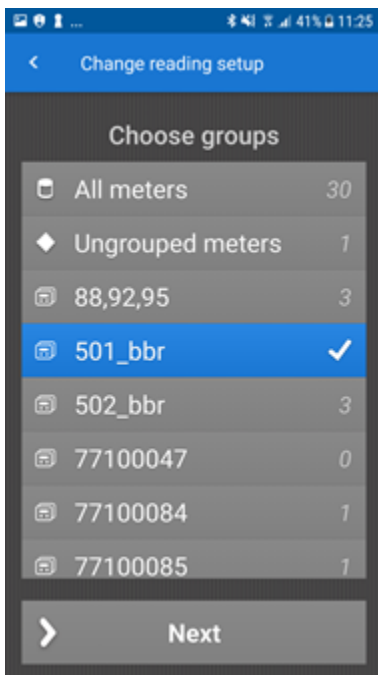 ... 41% 11:25
Change reading setup
Choose groups
All meters 30
Ungrouped meters 1
88,92,95 3
501_bbr
502_bbr 3
77100047 0
77100084 1
77100085 1
Next